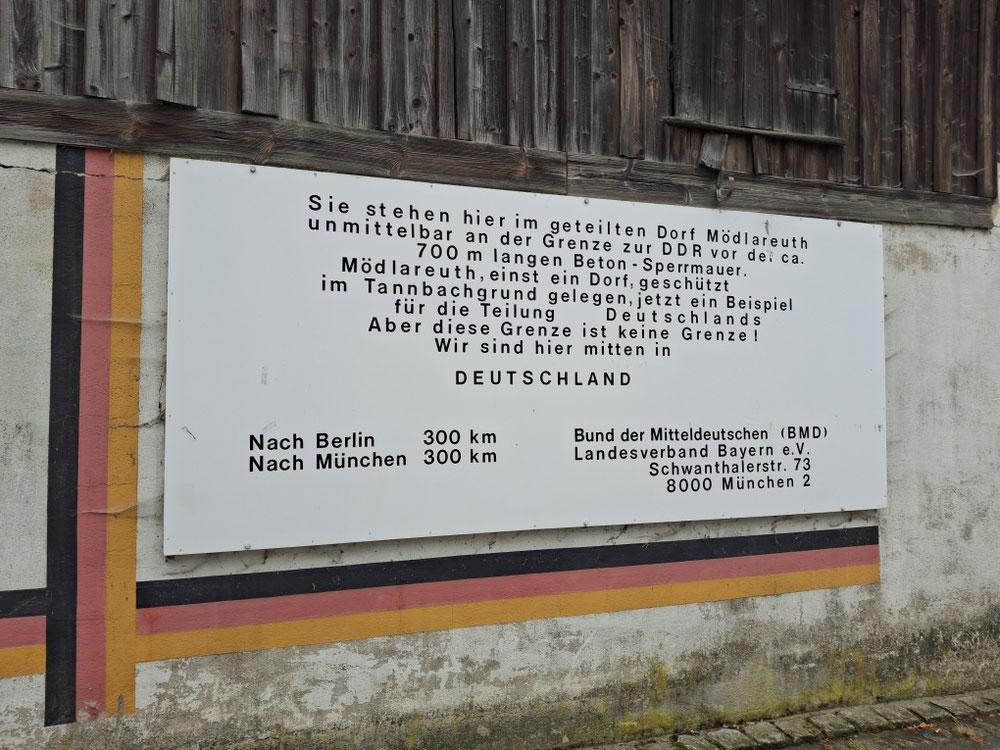 Sie stehen hier im geteilten Dorf Mödlareuth
unmittelbar an der Grenze zur DDR vor der ca.
700 m langen Beton-Sperrmauer.
Mödlareuth, einst ein Dorf, geschützt
im Tannbachgrund gelegen, jetzt ein Beispiel
für die Teilung Deutschlands
Aber diese Grenze ist keine Grenze!
Wir sind hier mitten in
DEUTSCHLAND
Nach Berlin 300 km
Nach München 300 km
Bund der Mitteldeutschen (BMD)
Landesverband Bayern e.V.
Schwanthalerstr. 73
8000 München 2